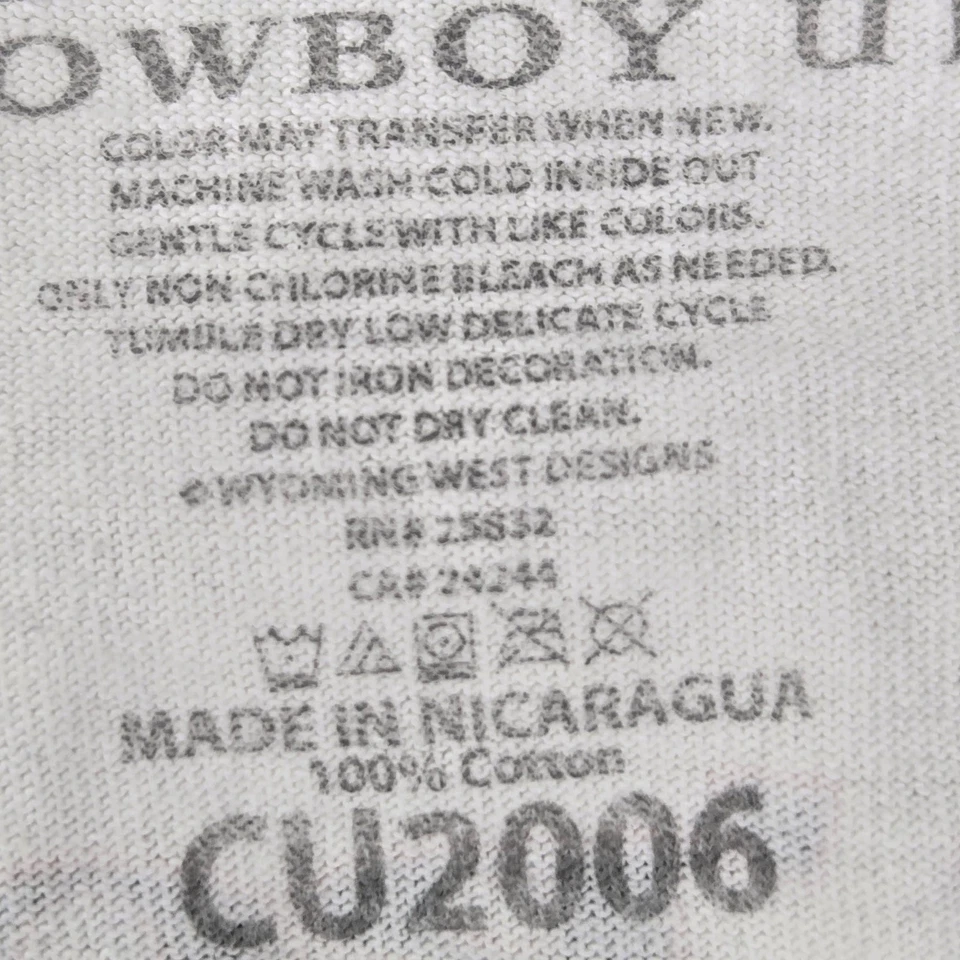 OWBOY U
COLOR MAY TRANSFER WHEN NEW.
MACHINE WASH COLD INSIDE OUT
GENTLE CYCLE WITH LIKE COLORS.
ONLY NON-CHLORINE BLEACH AS NEEDED.
TUMBLE DRY LOW DELICATE CYCLE
DO NOT IRON DECORATION.
DO NOT DRY CLEAN.
©WYOMING WEST DESIGNS
RN#
CA# 24244
MADE IN NICARAGUA
100% Cotton
CU2006